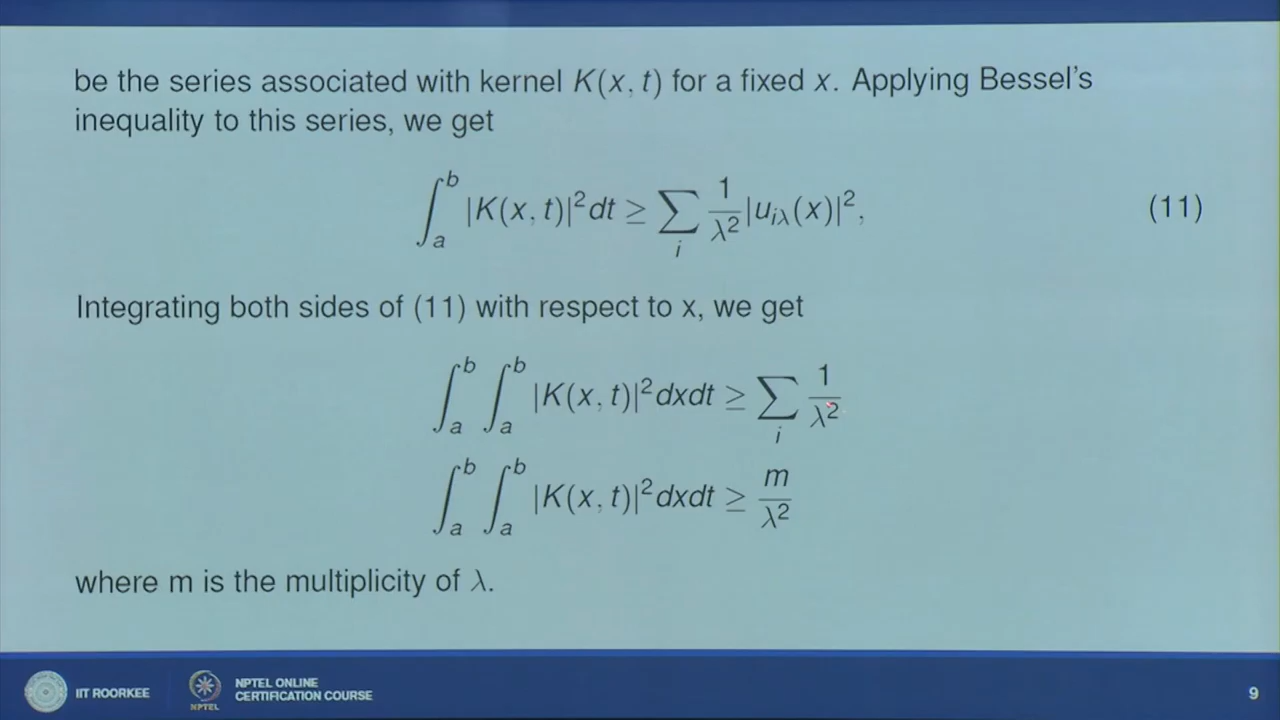 be the series associated with kernel K(x, t) for a fixed x. Applying Bessel's
inequality to this series, we get
∫_a^b |K(x, t)|² dt ≥ ∑_i 1/λ² |u_{iλ}(x)|², (11)
Integrating both sides of (11) with respect to x, we get
∫_a^b ∫_a^b |K(x, t)|² dxdt ≥ ∑_i 1/λ²
∫_a^b ∫_a^b |K(x, t)|² dxdt ≥ m/λ²
where m is the multiplicity of λ.
IIT ROORKEE
NPTEL
NPTEL ONLINE
CERTIFICATION COURSE
9